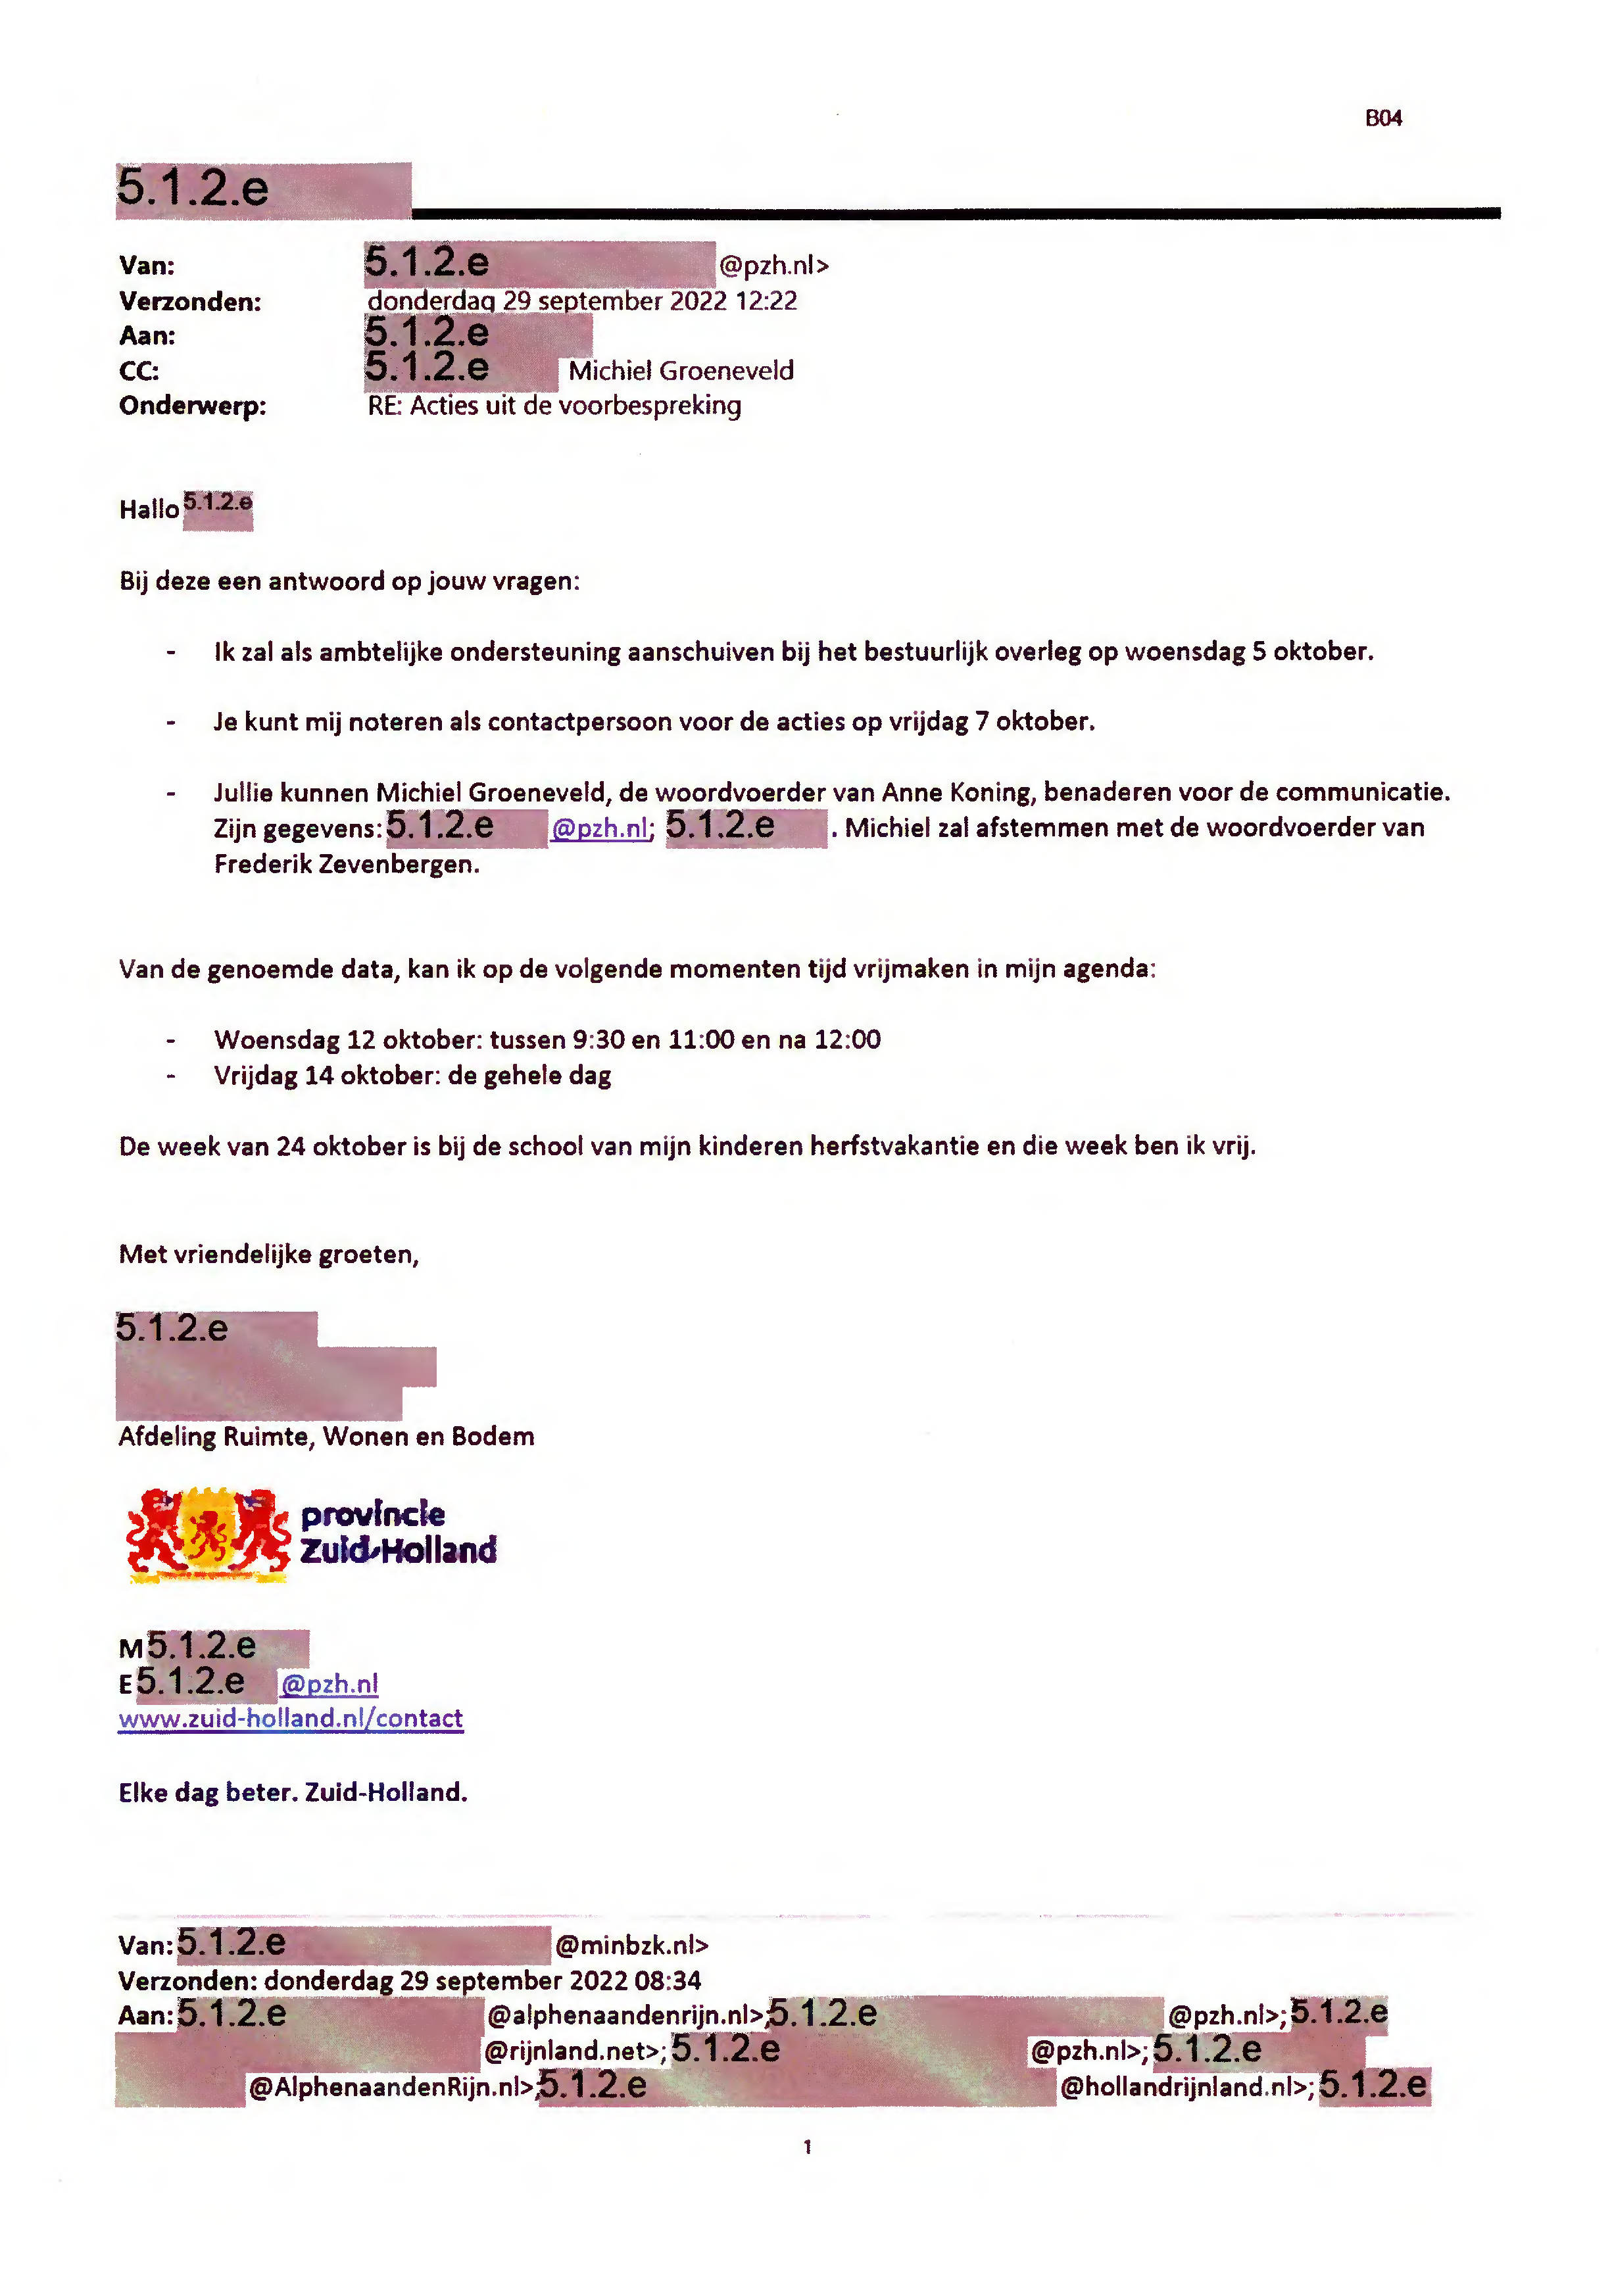 B04
5.1.2.e
Van: 5.1.2.e @pzh.nl>
Verzonden: donderdag 29 september 2022 12:22
Aan: 5.1.2.e
CC: 5.1.2.e Michiel Groeneveld
Onderwerp: RE: Acties uit de voorbespreking
Hallo 5.1.2.e
Bij deze een antwoord op jouw vragen:
- Ik zal als ambtelijke ondersteuning aanschuiven bij het bestuurlijk overleg op woensdag 5 oktober.
- Je kunt mij noteren als contactpersoon voor de acties op vrijdag 7 oktober.
- Jullie kunnen Michiel Groeneveld, de woordvoerder van Anne Koning, benaderen voor de communicatie.
Zijn gegevens: 5.1.2.e @pzh.nl; 5.1.2.e . Michiel zal afstemmen met de woordvoerder van
Frederik Zevenbergen.
Van de genoemde data, kan ik op de volgende momenten tijd vrijmaken in mijn agenda:
- Woensdag 12 oktober: tussen 9:30 en 11:00 en na 12:00
- Vrijdag 14 oktober: de gehele dag
De week van 24 oktober is bij de school van mijn kinderen herfstvakantie en die week ben ik vrij.
Met vriendelijke groeten,
5.1.2.e
Afdeling Ruimte, Wonen en Bodem
provincie
Zuid-Holland
M 5.1.2.e
E 5.1.2.e @pzh.nl
www.zuid-holland.nl/contact
Elke dag beter. Zuid-Holland.
Van: 5.1.2.e @minbzk.nl>
Verzonden: donderdag 29 september 2022 08:34
Aan: 5.1.2.e @alphenaandenrijn.nl>; 5.1.2.e @pzh.nl>; 5.1.2.e
@rijnland.net>; 5.1.2.e @pzh.nl>; 5.1.2.e
@AlphenaandenRijn.nl>; 5.1.2.e @hollandrijnland.nl>; 5.1.2.e
1